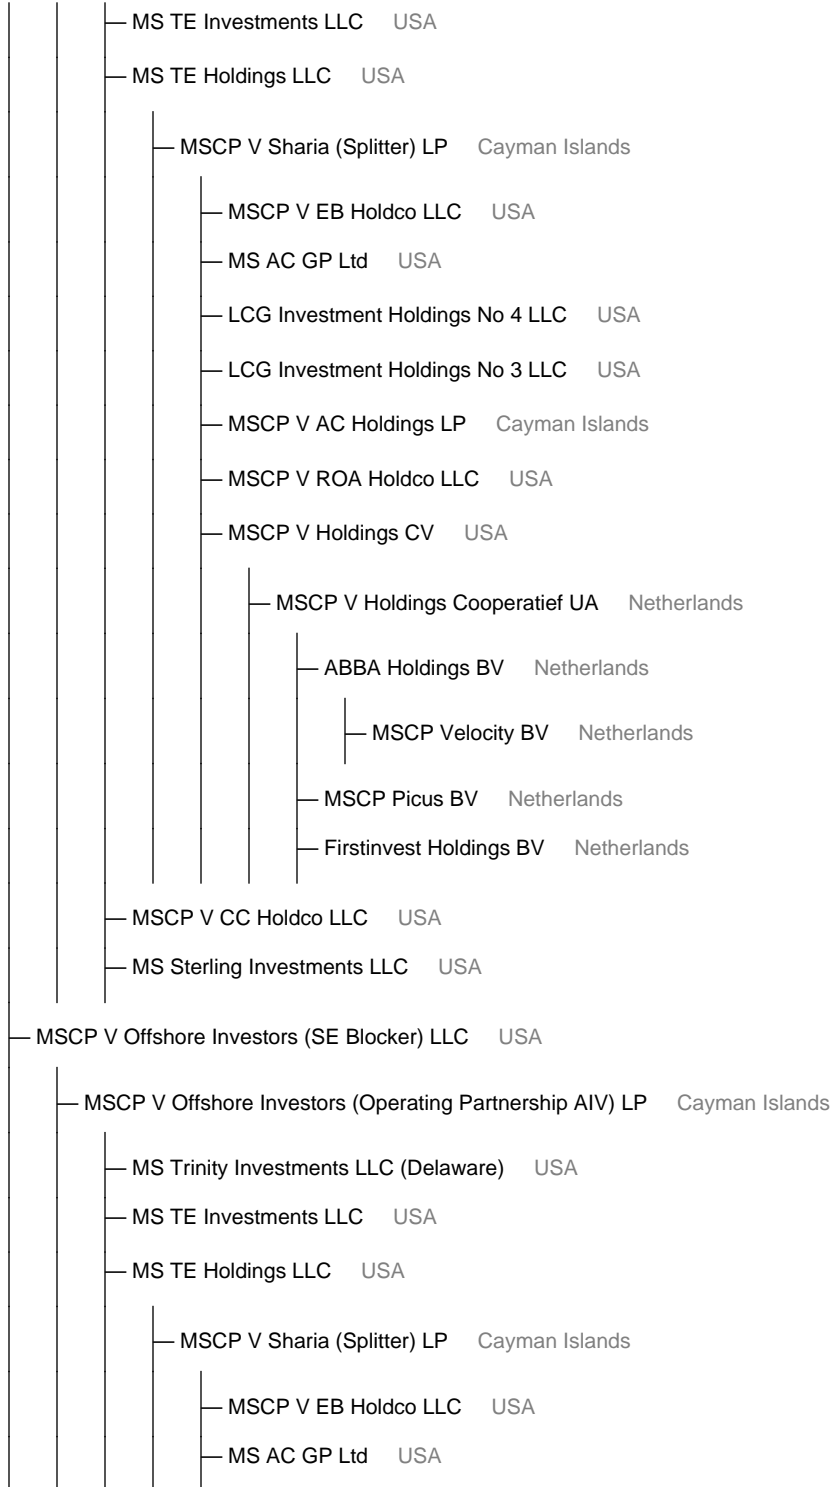 MS TE Investments LLC USA
MS TE Holdings LLC USA
MSCP V Sharia (Splitter) LP Cayman Islands
MSCP V EB Holdco LLC USA
MS AC GP Ltd USA
LCG Investment Holdings No 4 LLC USA
LCG Investment Holdings No 3 LLC USA
MSCP V AC Holdings LP Cayman Islands
MSCP V ROA Holdco LLC USA
MSCP V Holdings CV USA
MSCP V Holdings Cooperatief UA Netherlands
ABBA Holdings BV Netherlands
MSCP Velocity BV Netherlands
MSCP Picus BV Netherlands
Firstinvest Holdings BV Netherlands
MSCP V CC Holdco LLC USA
MS Sterling Investments LLC USA
MSCP V Offshore Investors (SE Blocker) LLC USA
MSCP V Offshore Investors (Operating Partnership AIV) LP Cayman Islands
MS Trinity Investments LLC (Delaware) USA
MS TE Investments LLC USA
MS TE Holdings LLC USA
MSCP V Sharia (Splitter) LP Cayman Islands
MSCP V EB Holdco LLC USA
MS AC GP Ltd USA